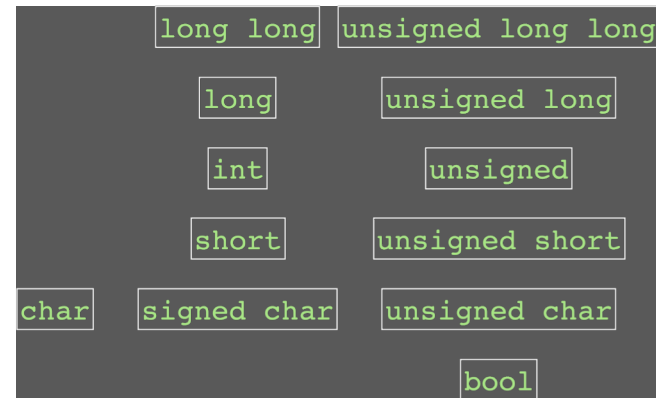 long long unsigned long long
long unsigned long
int unsigned
short unsigned short
char signed char unsigned char
bool